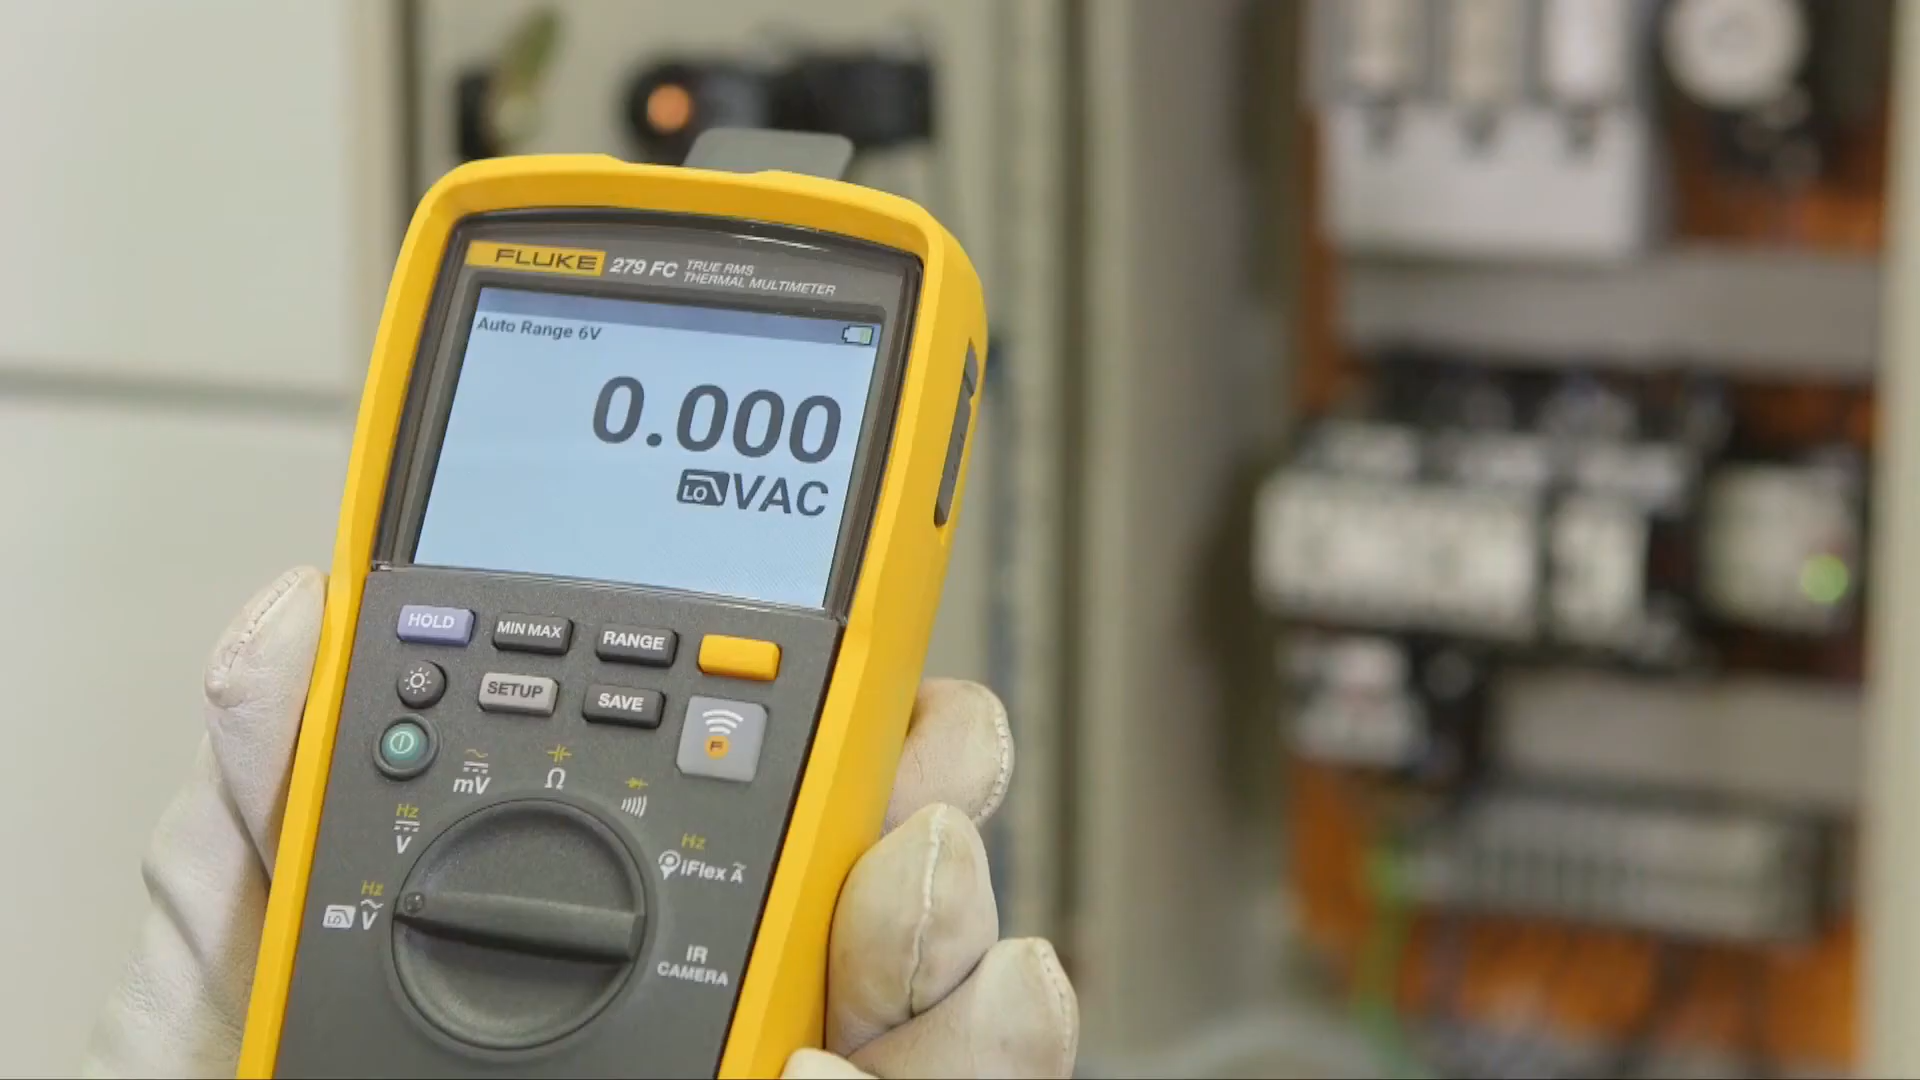 FLUKE 279 FC TRUE RMS
THERMAL MULTIMETER
Auto Range 6V
0.000
LO VAC
HOLD MIN MAX RANGE
SETUP SAVE
F
mV Ω
Hz
V
Hz
iFlex A
Hz
LO V
IR
CAMERA